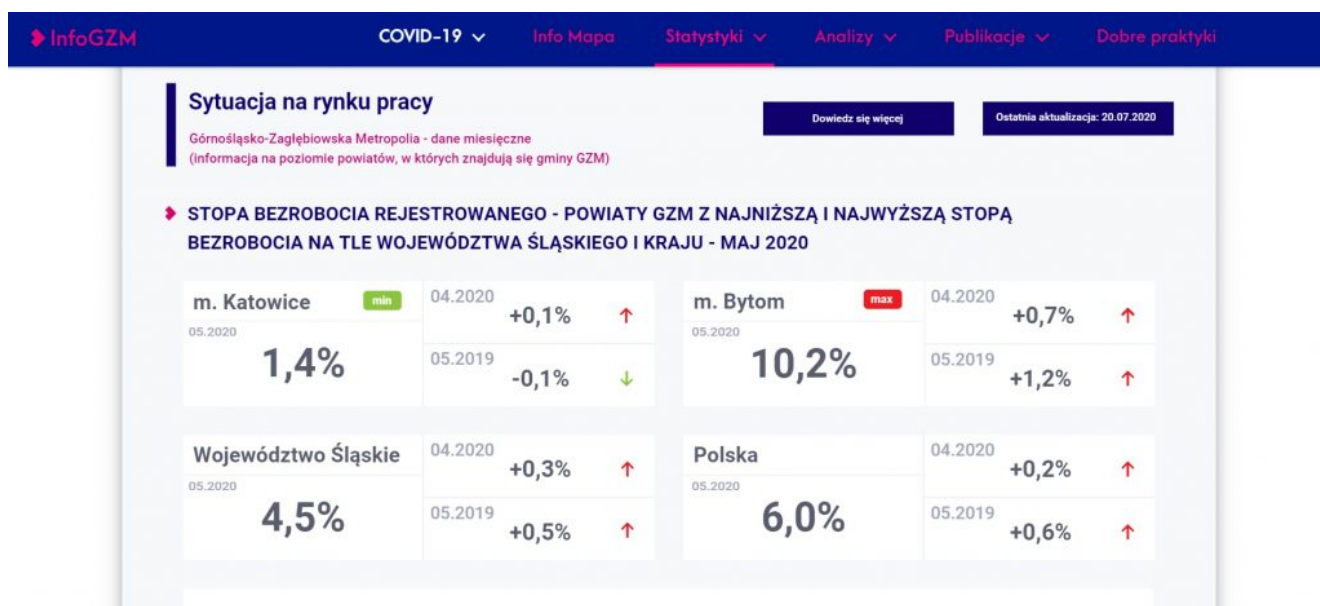 InfoGZM COVID-19 Info Mapa Statystyki Analizy Publikacje Dobre praktyki
Sytuacja na rynku pracy
Górnośląsko-Zagłębiowska Metropolia - dane miesięczne
(informacja na poziomie powiatów, w których znajdują się gminy GZM)
Dowiedz się więcej
Ostatnia aktualizacja: 20.07.2020
STOPA BEZROBOCIA REJESTROWANEGO - POWIATY GZM Z NAJNIŻSZĄ I NAJWYŻSZĄ STOPĄ
BEZROBOCIA NA TLE WOJEWÓDZTWA ŚLĄSKIEGO I KRAJU - MAJ 2020
m. Katowice min
05.2020
1,4%
04.2020
+0,1%
05.2019
-0,1%
m. Bytom max
05.2020
10,2%
04.2020
+0,7%
05.2019
+1,2%
Województwo Śląskie
05.2020
4,5%
04.2020
+0,3%
05.2019
+0,5%
Polska
05.2020
6,0%
04.2020
+0,2%
05.2019
+0,6%